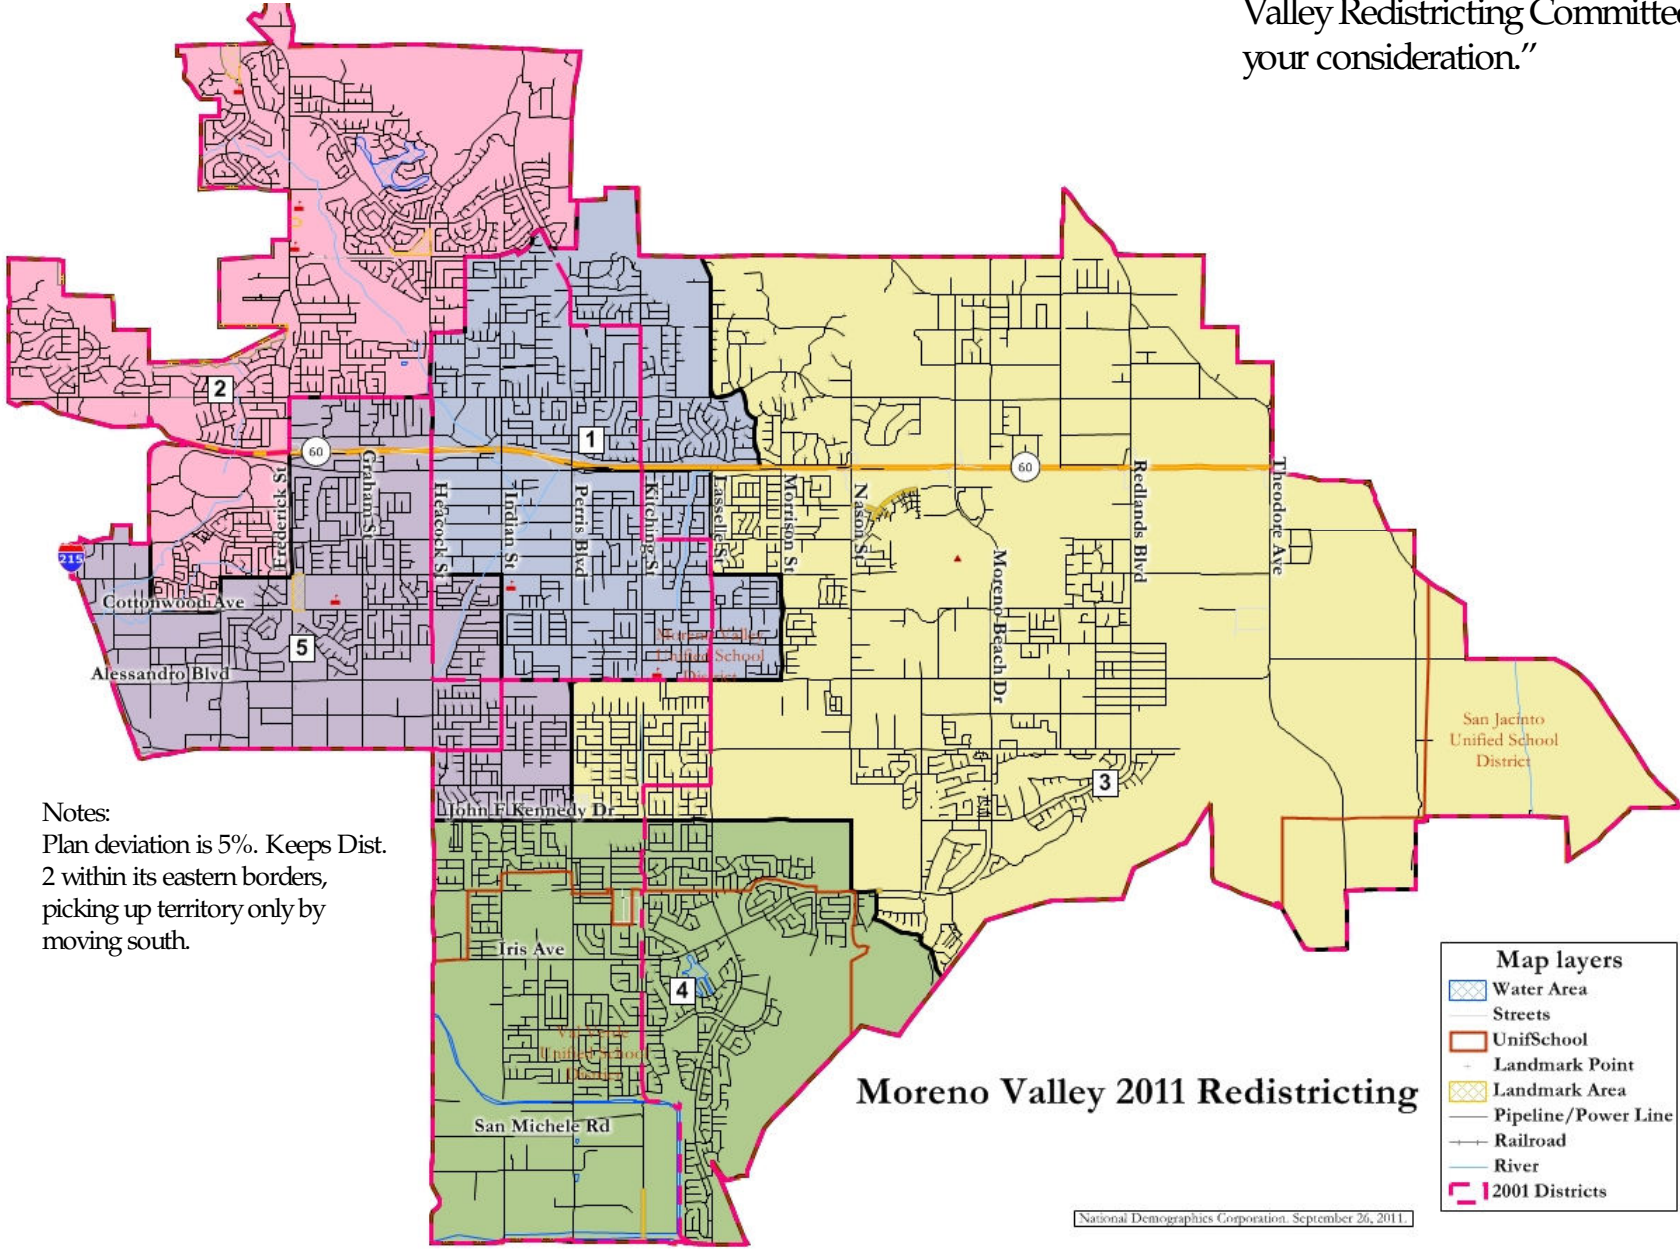 Valley Redistricting Committee
your consideration.”
2
1
60
60
Frederick St
Graham St
Heacock St
Indian St
Perris Blvd
Kitching St
Lasselle St
Morrison St
Nason St
Moreno Beach Dr
Redlands Blvd
Theodore Ave
215
Cottonwood Ave
5
Moreno Valley
Unified School
District
Alessandro Blvd
San Jacinto
Unified School
District
3
John F Kennedy Dr
Notes:
Plan deviation is 5%. Keeps Dist.
2 within its eastern borders,
picking up territory only by
moving south.
Iris Ave
4
Val Verde
Unified School
District
San Michele Rd
Moreno Valley 2011 Redistricting
Map layers
Water Area
Streets
UnifSchool
Landmark Point
Landmark Area
Pipeline/Power Line
Railroad
River
2001 Districts
National Demographics Corporation. September 26, 2011.